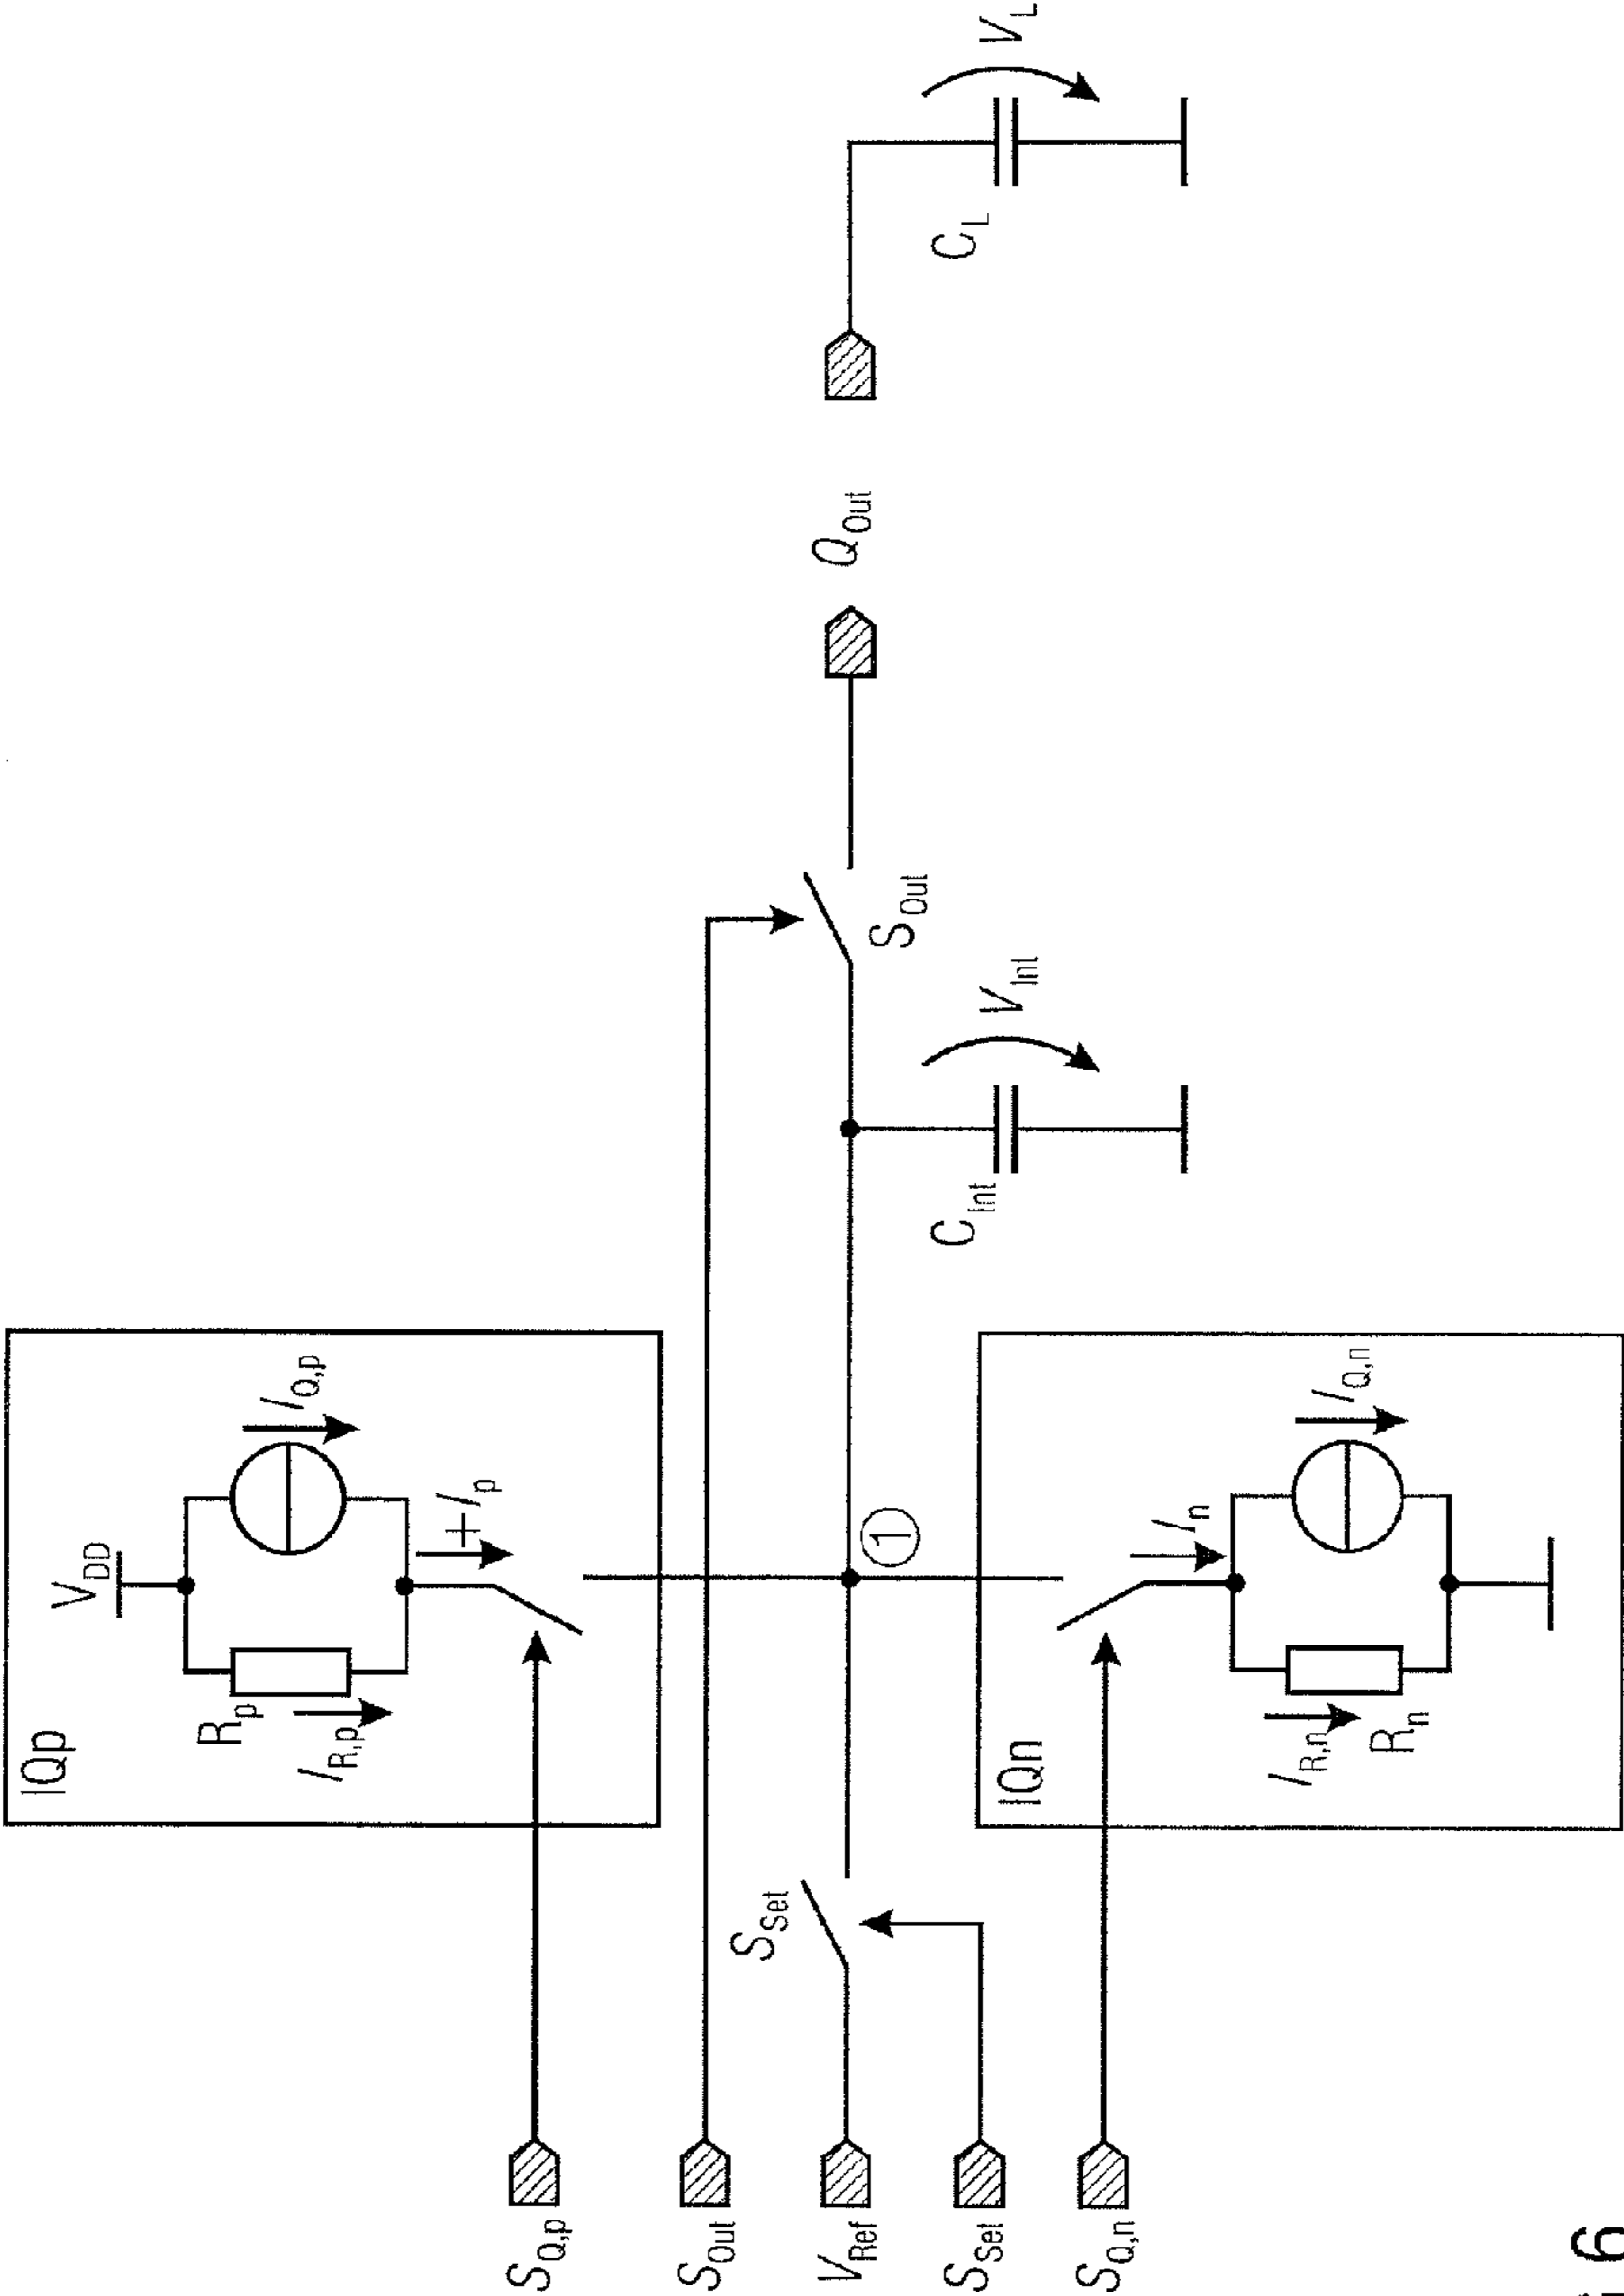 IQp
V_DD
R_p
I_R,p
I_Q,p
+I_p
S_Q,p
S_Out
V_Ref
S_Set
S_Q,n
S_Set
①
C_Int
V_Int
S_Out
Q_Out
C_L
V_L
IQn
I_n
I_R,n
R_n
I_Q,n
6